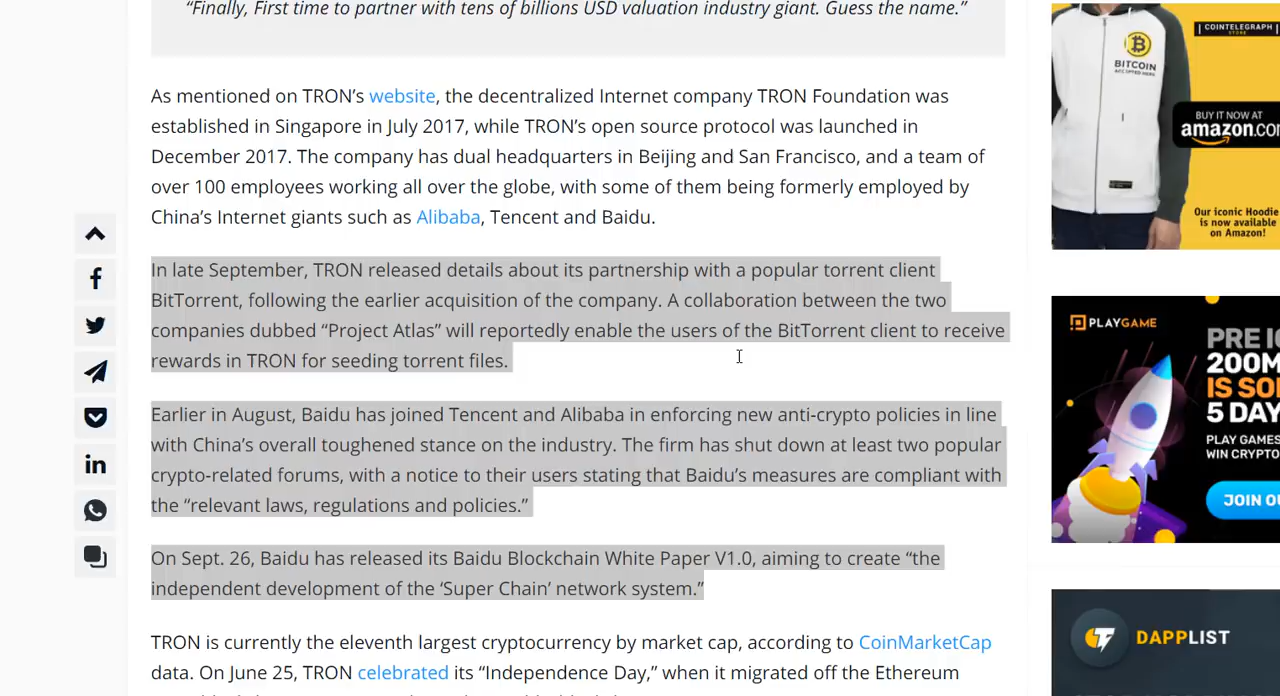 “Finally, First time to partner with tens of billions USD valuation industry giant. Guess the name.”
As mentioned on TRON’s website, the decentralized Internet company TRON Foundation was
established in Singapore in July 2017, while TRON’s open source protocol was launched in
December 2017. The company has dual headquarters in Beijing and San Francisco, and a team of
over 100 employees working all over the globe, with some of them being formerly employed by
China’s Internet giants such as Alibaba, Tencent and Baidu.
In late September, TRON released details about its partnership with a popular torrent client
BitTorrent, following the earlier acquisition of the company. A collaboration between the two
companies dubbed “Project Atlas” will reportedly enable the users of the BitTorrent client to receive
rewards in TRON for seeding torrent files.
Earlier in August, Baidu has joined Tencent and Alibaba in enforcing new anti-crypto policies in line
with China’s overall toughened stance on the industry. The firm has shut down at least two popular
crypto-related forums, with a notice to their users stating that Baidu’s measures are compliant with
the “relevant laws, regulations and policies.”
On Sept. 26, Baidu has released its Baidu Blockchain White Paper V1.0, aiming to create “the
independent development of the ‘Super Chain’ network system.”
TRON is currently the eleventh largest cryptocurrency by market cap, according to CoinMarketCap
data. On June 25, TRON celebrated its “Independence Day,” when it migrated off the Ethereum
COINTELEGRAPH
STORE
BITCOIN
ACCEPTED HERE
BUY IT NOW AT
amazon.co
Our iconic Hoodie
is now available
on Amazon!
PLAYGAME
PRE I
200M
IS SO
5 DAY
PLAY GAMES
WIN CRYPTO
JOIN
DAPPLIST